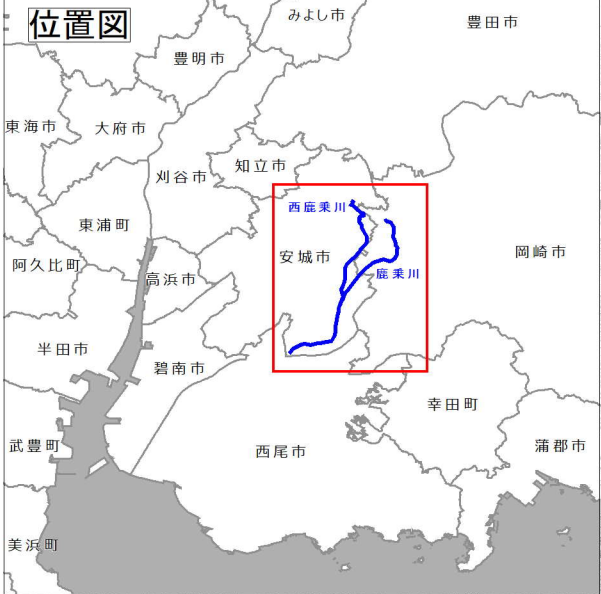 位置図
みよし市
豊田市
豊明市
東海市
大府市
知立市
刈谷市
西鹿乗川
東浦町
安城市
岡崎市
阿久比町
高浜市
鹿乗川
半田市
碧南市
幸田町
武豊町
西尾市
蒲郡市
美浜町